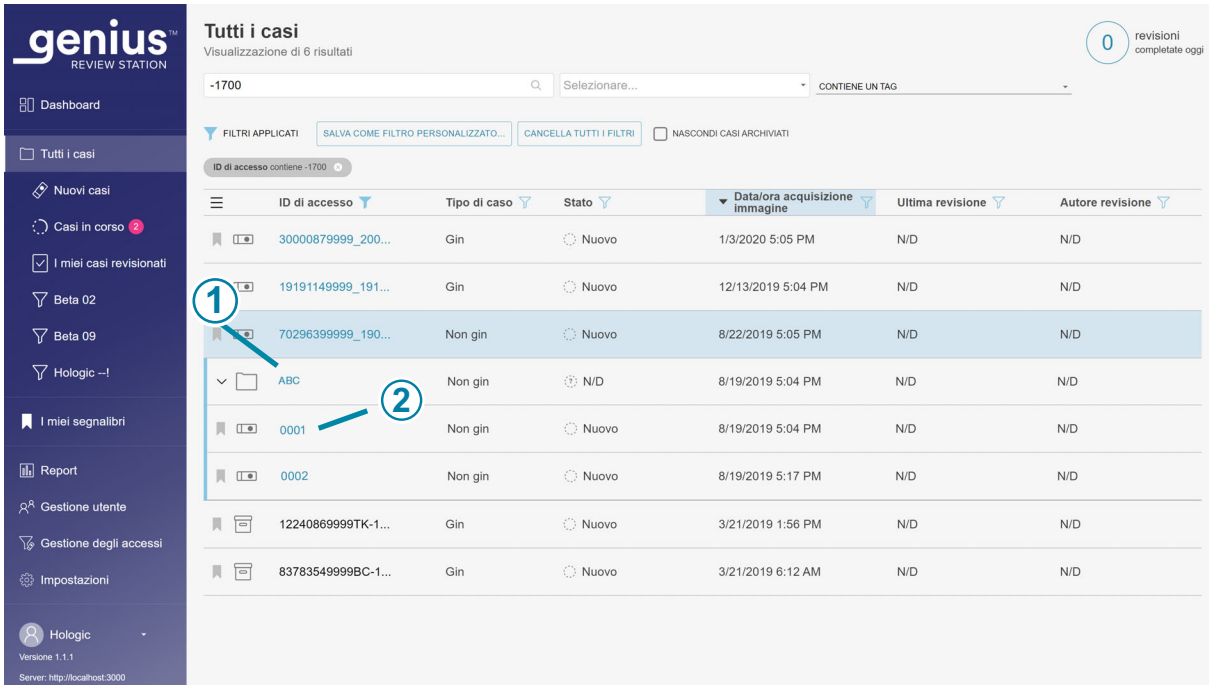 genius™
REVIEW STATION
Dashboard
Tutti i casi
Nuovi casi
Casi in corso 2
I miei casi revisionati
Beta 02
Beta 09
Hologic --!
I miei segnalibri
Report
Gestione utente
Gestione degli accessi
Impostazioni
Hologic
Versione 1.1.1
Server: http://localhost:3000
Tutti i casi
Visualizzazione di 6 risultati
0 revisioni
completate oggi
-1700 Selezionare... CONTIENE UN TAG
FILTRI APPLICATI SALVA COME FILTRO PERSONALIZZATO... CANCELLA TUTTI I FILTRI NASCONDI CASI ARCHIVIATI
ID di accesso contiene -1700
ID di accesso Tipo di caso Stato Data/ora acquisizione immagine Ultima revisione Autore revisione
30000879999_200... Gin Nuovo 1/3/2020 5:05 PM N/D N/D
19191149999_191... Gin Nuovo 12/13/2019 5:04 PM N/D N/D
1
70296399999_190... Non gin Nuovo 8/22/2019 5:05 PM N/D N/D
ABC Non gin N/D 8/19/2019 5:04 PM N/D N/D
2
0001 Non gin Nuovo 8/19/2019 5:04 PM N/D N/D
0002 Non gin Nuovo 8/19/2019 5:17 PM N/D N/D
12240869999TK-1... Gin Nuovo 3/21/2019 1:56 PM N/D N/D
83783549999BC-1... Gin Nuovo 3/21/2019 6:12 AM N/D N/D